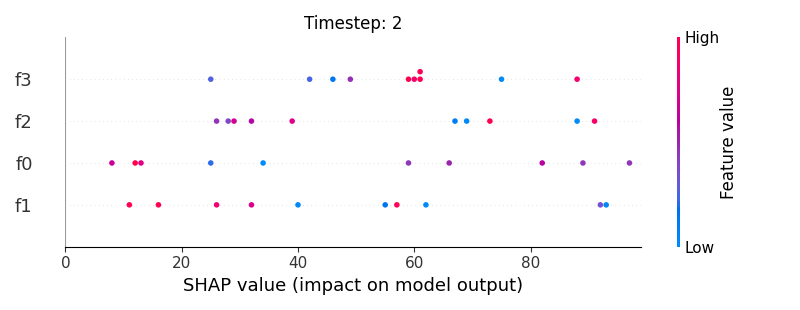 Timestep: 2
High
f3
f2
f0
f1
Feature value
Low
0 20 40 60 80
SHAP value (impact on model output)